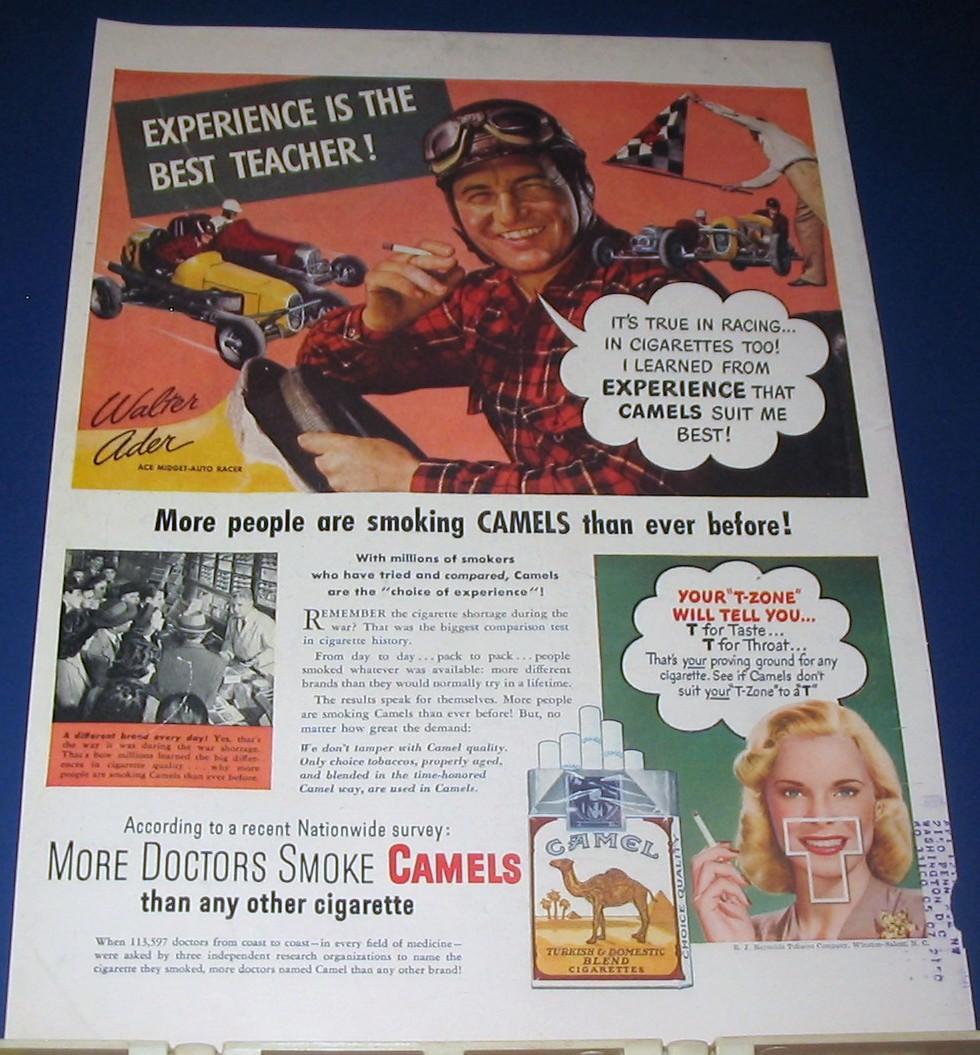 EXPERIENCE IS THE
BEST TEACHER!
IT'S TRUE IN RACING...
IN CIGARETTES TOO!
I LEARNED FROM
EXPERIENCE THAT
CAMELS SUIT ME
BEST!
Walter
Ader
ACE MIDGET-AUTO RACER
More people are smoking CAMELS than ever before!
With millions of smokers
who have tried and compared, Camels
are the "choice of experience"!
REMEMBER the cigarette shortage during the
war? That was the biggest comparison test
in cigarette history.
From day to day...pack to pack...people
smoked whatever was available: more different
brands than they would normally try in a lifetime.
The results speak for themselves. More people
are smoking Camels than ever before! But, no
matter how great the demand:
We don't tamper with Camel quality.
Only choice tobaccos, properly aged,
and blended in the time-honored
Camel way, are used in Camels.
A different brand every day! Yes, that's
the way it was during the war shortage.
That's how millions learned the big differ-
ences in cigarette quality...why more
people are smoking Camels than ever before.
YOUR "T-ZONE"
WILL TELL YOU...
T for Taste...
T for Throat...
That's your proving ground for any
cigarette. See if Camels don't
suit your "T-Zone" to a "T"
According to a recent Nationwide survey:
MORE DOCTORS SMOKE CAMELS
than any other cigarette
When 113,597 doctors from coast to coast—in every field of medicine—
were asked by three independent research organizations to name the
cigarette they smoked, more doctors named Camel than any other brand!
CAMEL
TURKISH & DOMESTIC
BLEND
CIGARETTES
CHOICE QUALITY
T
R. J. Reynolds Tobacco Company, Winston-Salem, N. C.
WASHINGTON D C